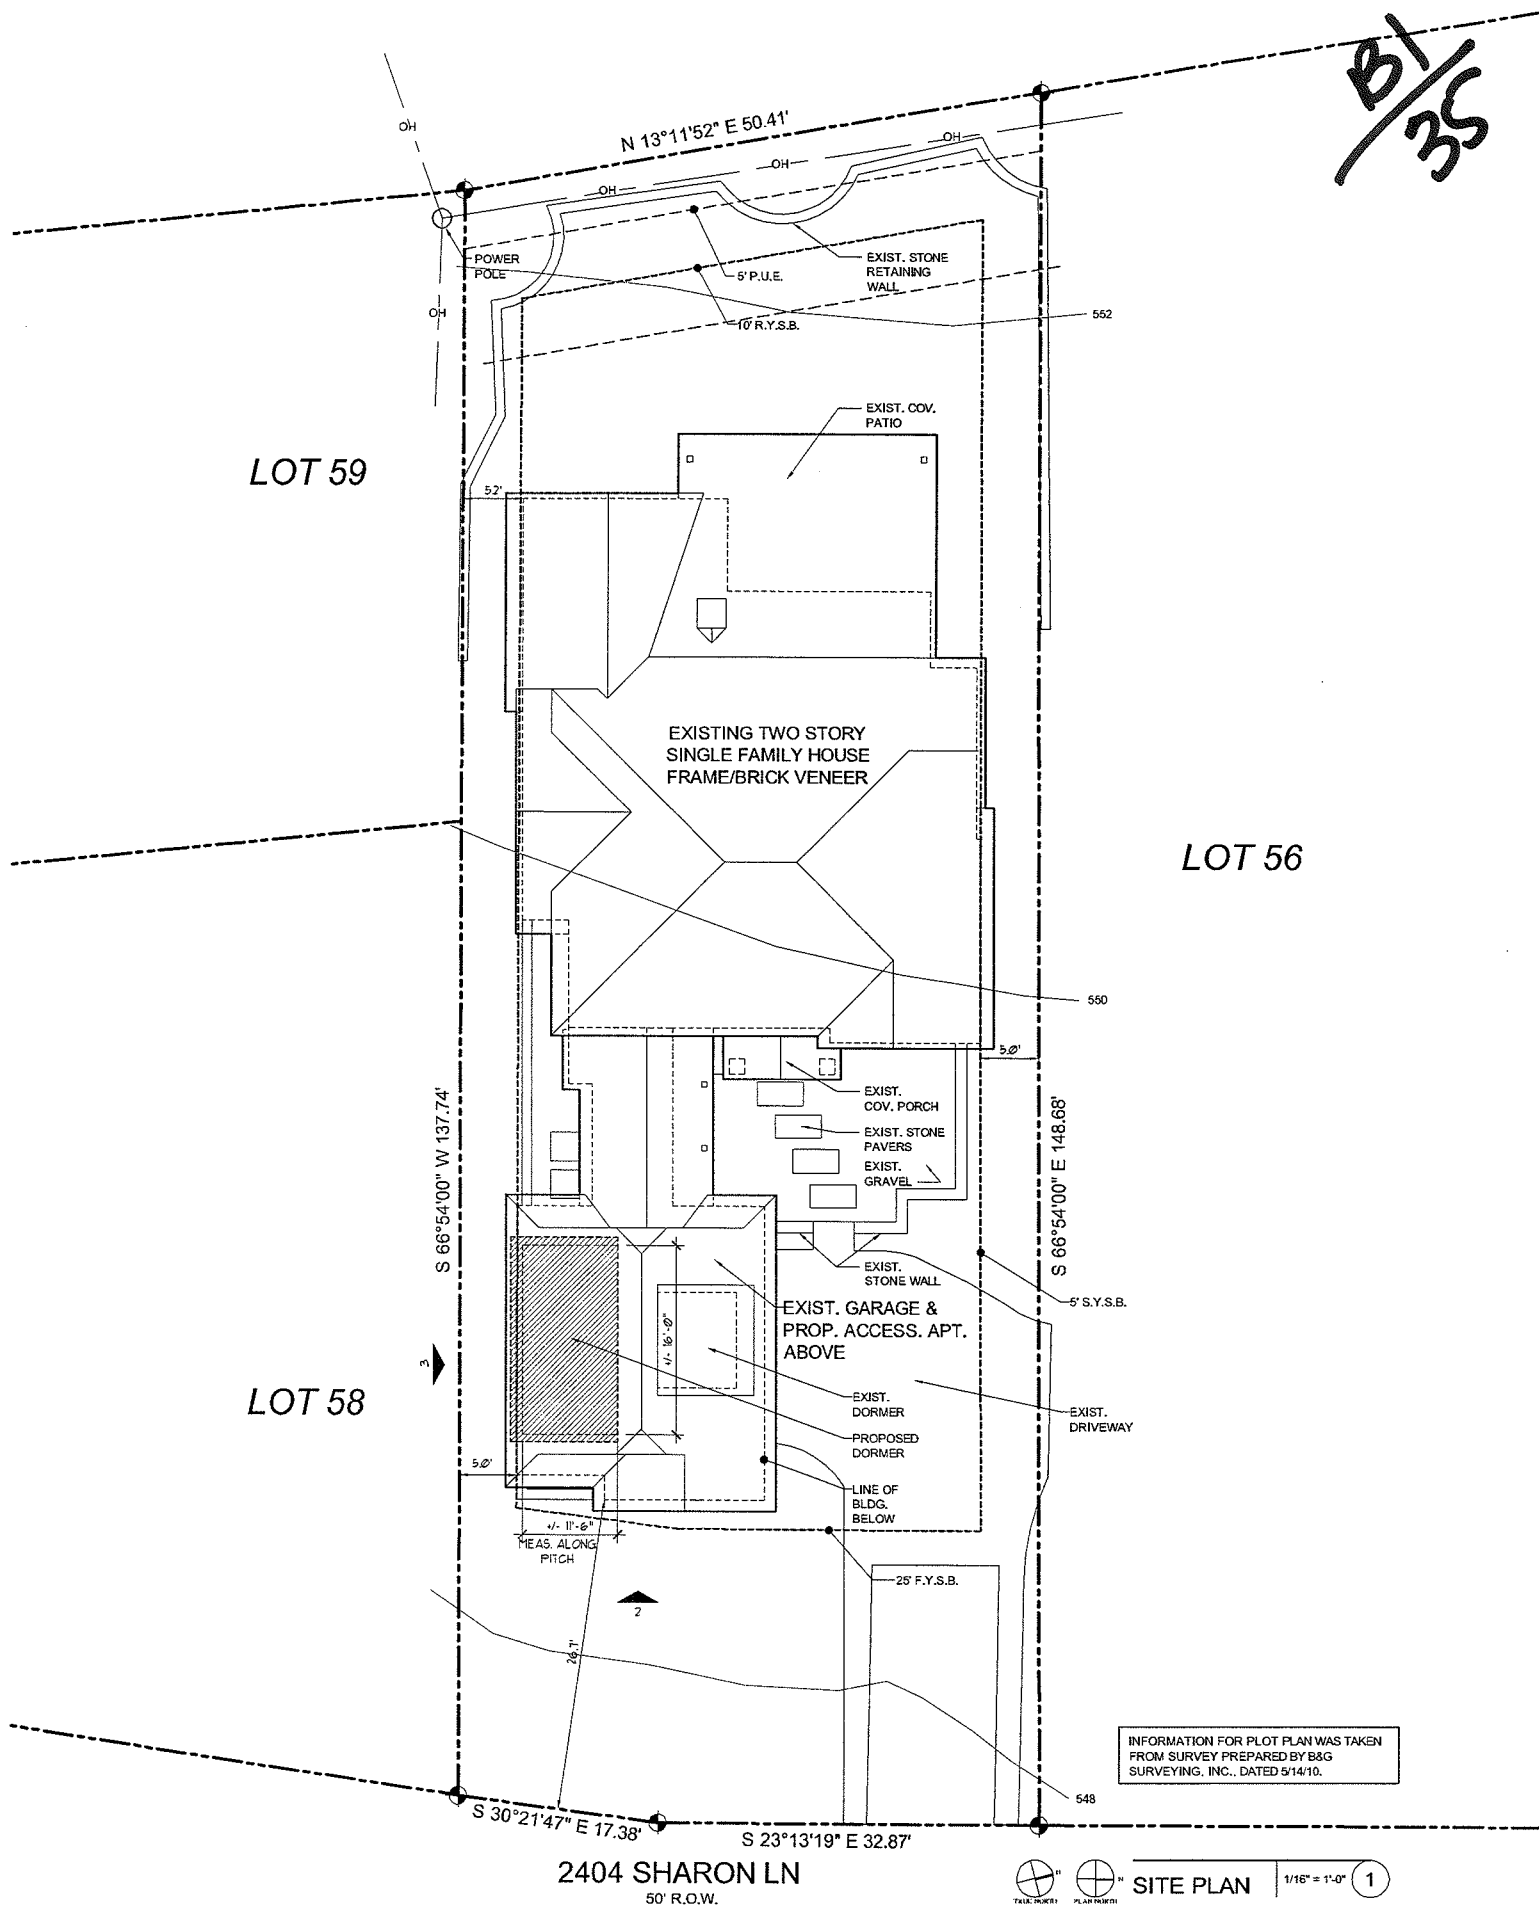 B1/35
OH
N 13°11'52" E 50.41'
OH
OH
OH
POWER
POLE
OH
5' P.U.E.
EXIST. STONE
RETAINING
WALL
10' R.Y.S.B.
552
EXIST. COV.
PATIO
LOT 59
5.2'
EXISTING TWO STORY
SINGLE FAMILY HOUSE
FRAME/BRICK VENEER
LOT 56
550
5.0'
EXIST.
COV. PORCH
EXIST. STONE
PAVERS
EXIST.
GRAVEL
S 66°54'00" W 137.74'
S 66°54'00" E 148.68'
EXIST.
STONE WALL
5' S.Y.S.B.
EXIST. GARAGE &
PROP. ACCESS. APT.
ABOVE
+/- 16'-0"
3
LOT 58
EXIST.
DORMER
EXIST.
DRIVEWAY
PROPOSED
DORMER
5.0'
LINE OF
BLDG.
BELOW
+/- 11'-6"
MEAS. ALONG
PITCH
25' F.Y.S.B.
2
26.7'
INFORMATION FOR PLOT PLAN WAS TAKEN
FROM SURVEY PREPARED BY B&G
SURVEYING, INC., DATED 5/14/10.
548
S 30°21'47" E 17.38'
S 23°13'19" E 32.87'
2404 SHARON LN
50' R.O.W.
N
TRUE NORTH
N
PLAN NORTH
SITE PLAN
1/16" = 1'-0"
1